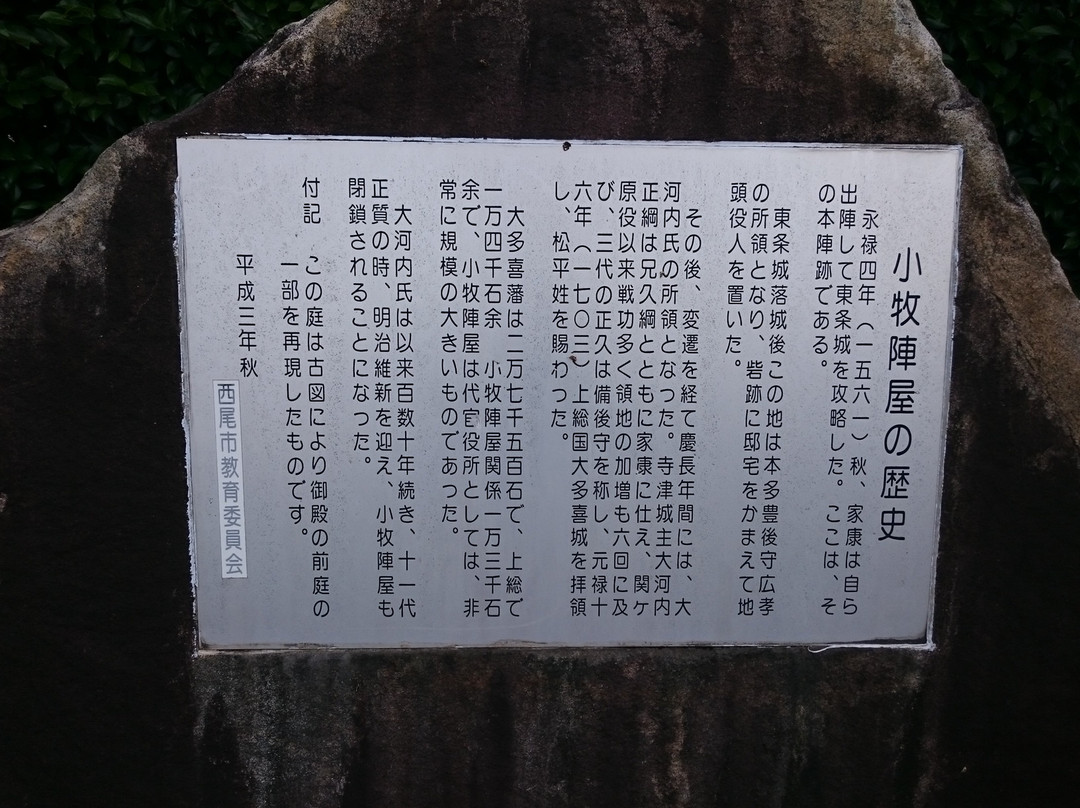 小牧陣屋の歴史
永禄四年（一五六一）秋、家康は自ら
出陣して東条城を攻略した。ここは、そ
の本陣跡である。
東条城落城後この地は本多豊後守広孝
の所領となり、砦跡に邸宅をかまえて地
頭役人を置いた。
その後、変遷を経て慶長年間には、大
河内氏の所領となった。寺津城主大河内
正綱は兄久綱とともに家康に仕え、関ケ
原役以来戦功多く領地の加増も六回に及
び、三代の正久は備後守を称し、元禄十
六年（一七〇三）上総国大多喜城を拝領
し、松平姓を賜わった。
大多喜藩は二万七千五百石で、上総で
一万四千石余　小牧陣屋関係一万三千石
余で、小牧陣屋は代官役所としては、非
常に規模の大きいものであった。
大河内氏は以来百数十年続き、十一代
正質の時、明治維新を迎え、小牧陣屋も
閉鎖されることになった。
付記　この庭は古図により御殿の前庭の
一部を再現したものです。
平成三年秋
西尾市教育委員会